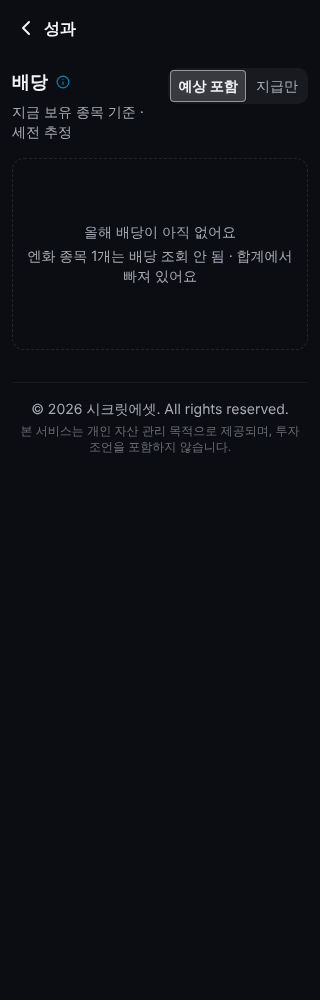 성과
배당
예상 포함
지급만
지금 보유 종목 기준 ·
세전 추정
올해 배당이 아직 없어요
엔화 종목 1개는 배당 조회 안 됨 · 합계에서
빠져 있어요
© 2026 시크릿에셋. All rights reserved.
본 서비스는 개인 자산 관리 목적으로 제공되며, 투자
조언을 포함하지 않습니다.